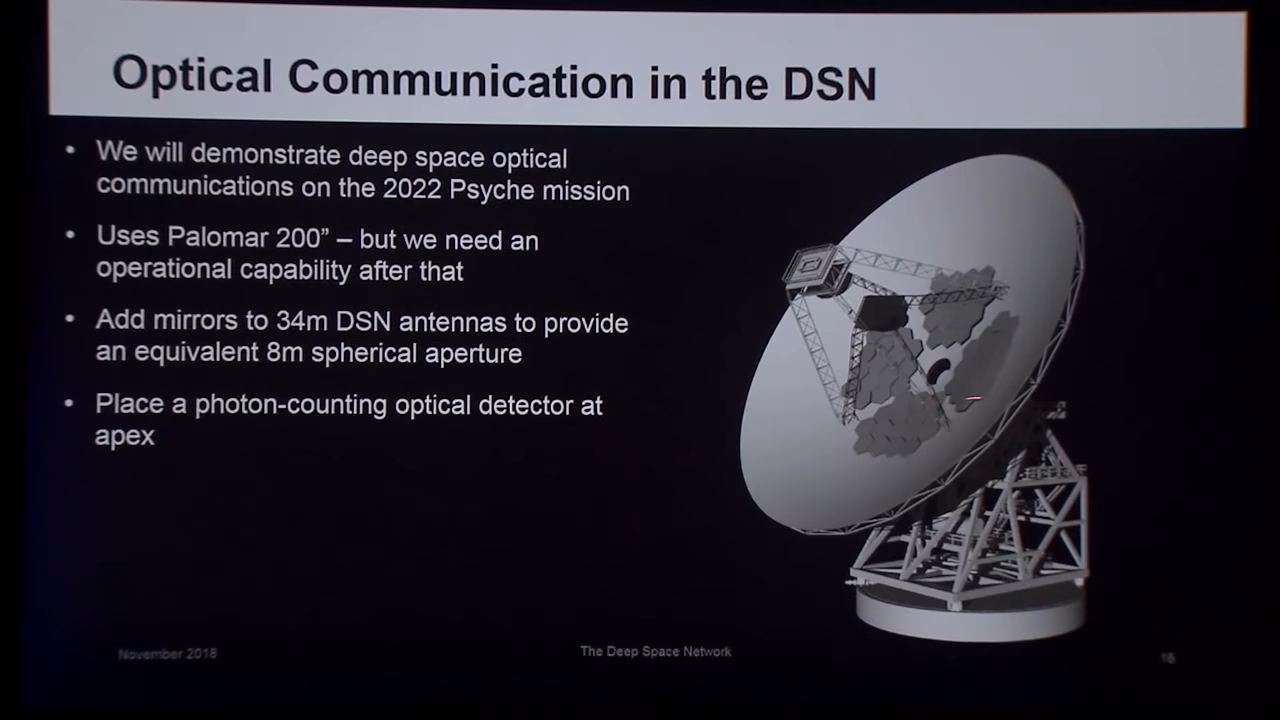 Optical Communication in the DSN
• We will demonstrate deep space optical
communications on the 2022 Psyche mission
• Uses Palomar 200” – but we need an
operational capability after that
• Add mirrors to 34m DSN antennas to provide
an equivalent 8m spherical aperture
• Place a photon-counting optical detector at
apex
November 2018
The Deep Space Network